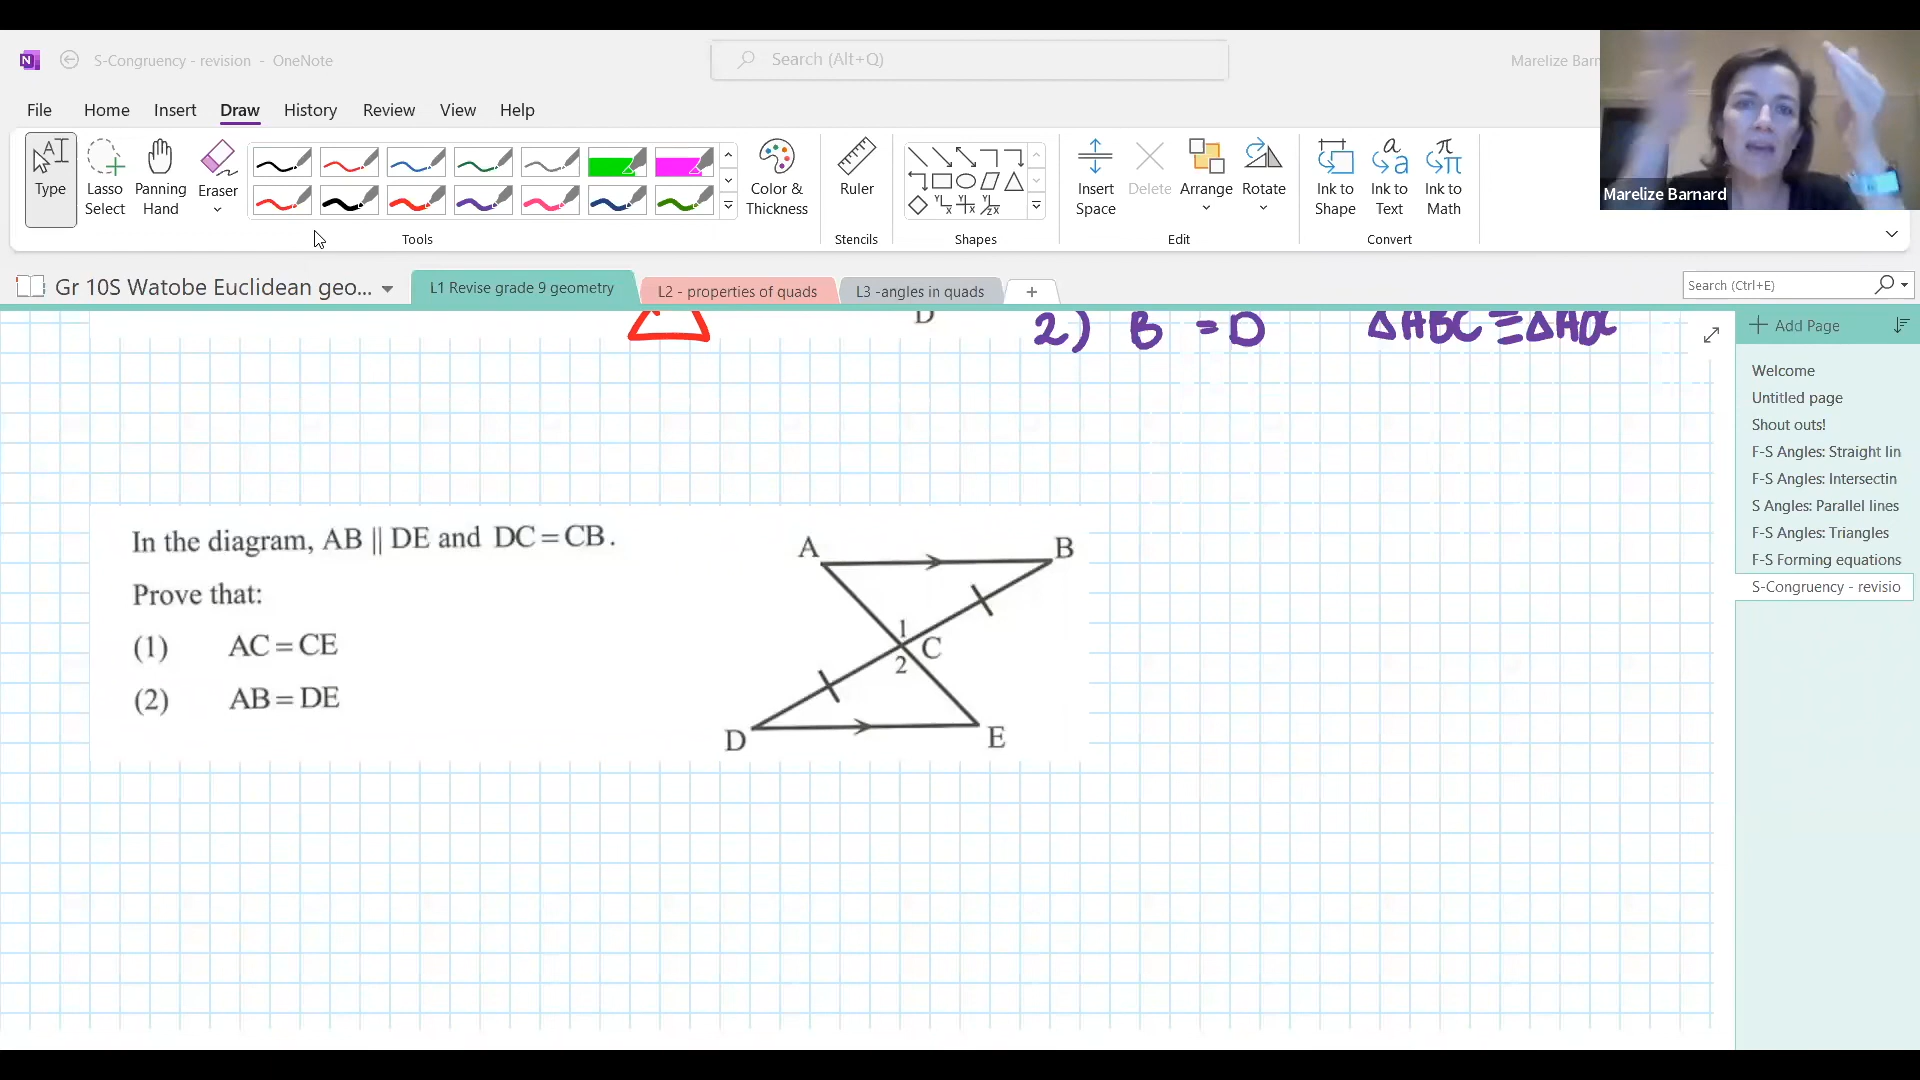 S-Congruency - revision - OneNote
Search (Alt+Q)
Marelize Barn
File Home Insert Draw History Review View Help
Type
Lasso Select
Panning Hand
Eraser
Color & Thickness
Ruler
Insert Space
Delete
Arrange
Rotate
Ink to Shape
Ink to Text
Ink to Math
Tools Stencils Shapes Edit Convert
Marelize Barnard
Gr 10S Watobe Euclidean geo...
L1 Revise grade 9 geometry
L2 - properties of quads
L3 -angles in quads
Search (Ctrl+E)
D
2) B = D ΔABC ≡ ΔADC
Add Page
Welcome
Untitled page
Shout outs!
F-S Angles: Straight lin
F-S Angles: Intersectin
S Angles: Parallel lines
F-S Angles: Triangles
F-S Forming equations
S-Congruency - revisio
In the diagram, AB || DE and DC = CB.
Prove that:
(1) AC = CE
(2) AB = DE
A B
1
C
2
D E